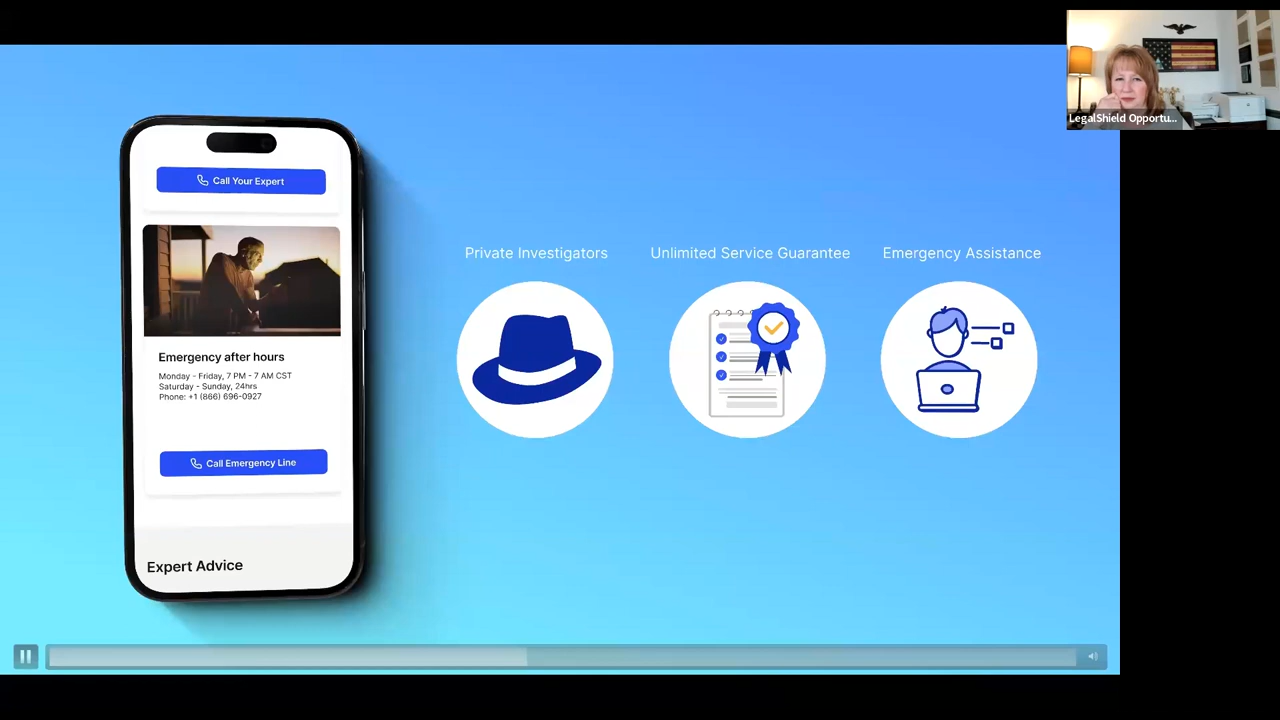 LegalShield Opportu...
Call Your Expert
Emergency after hours
Monday - Friday, 7 PM - 7 AM CST
Saturday - Sunday, 24hrs
Phone: +1 (866) 696-0927
Call Emergency Line
Expert Advice
Private Investigators
Unlimited Service Guarantee
Emergency Assistance